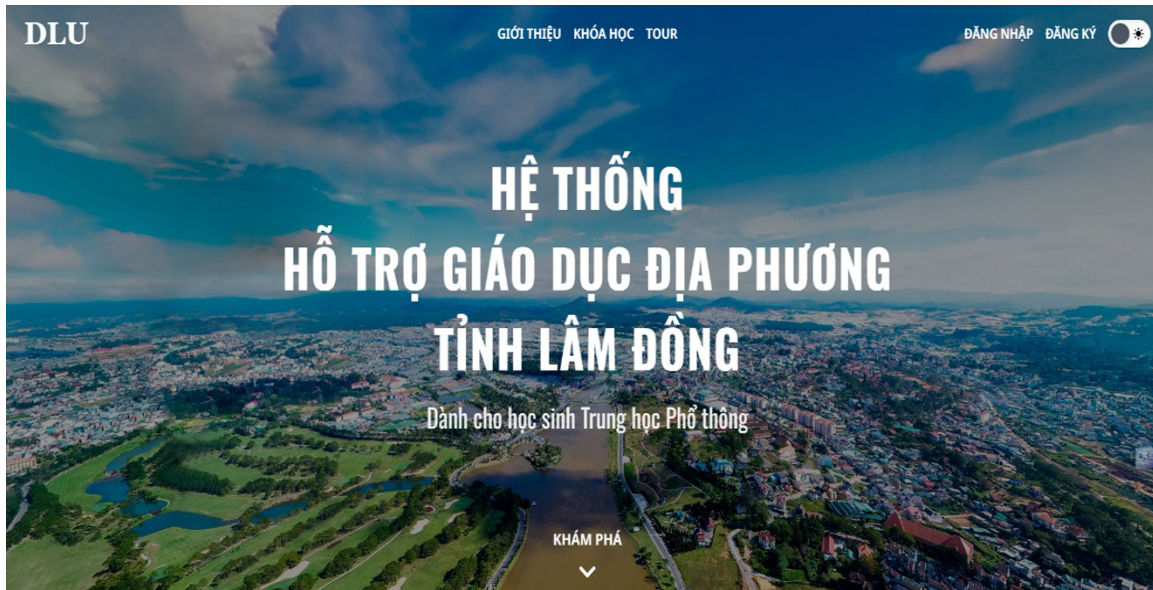 DLU
GIỚI THIỆU KHÓA HỌC TOUR
ĐĂNG NHẬP ĐĂNG KÝ
HỆ THỐNG
HỖ TRỢ GIÁO DỤC ĐỊA PHƯƠNG
TỈNH LÂM ĐỒNG
Dành cho học sinh Trung học Phổ thông
KHÁM PHÁ